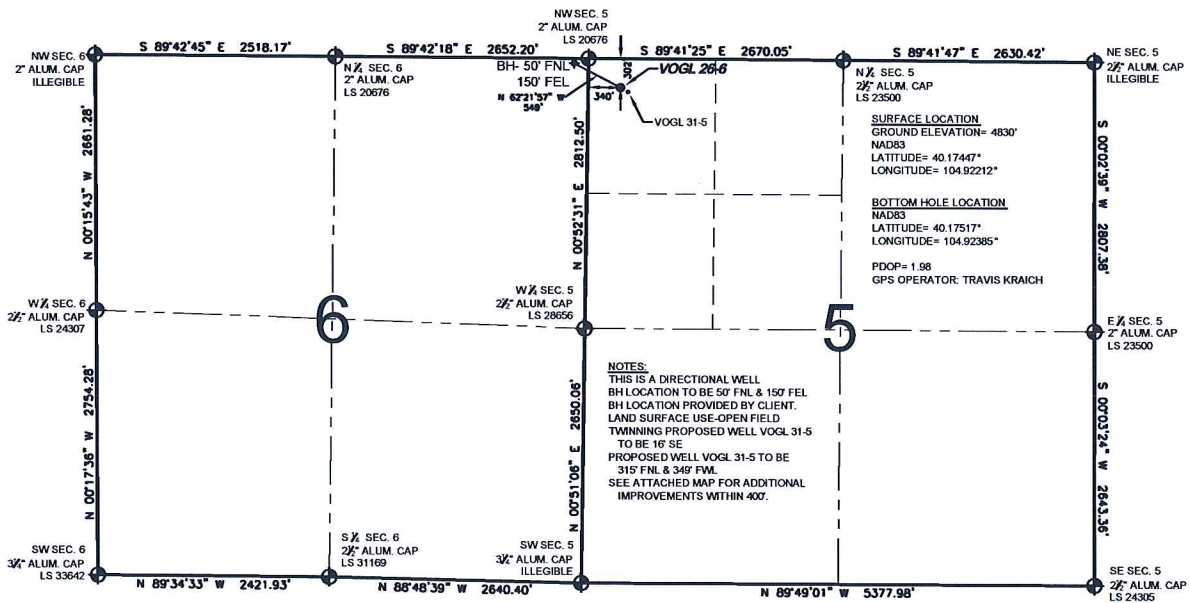 NW SEC. 5
2" ALUM. CAP
LS 20676
S 89°42'45" E 2518.17'
S 89°42'18" E 2652.20'
S 89°41'25" E 2670.05'
S 89°41'47" E 2630.42'
NW SEC. 6
2" ALUM. CAP
ILLEGIBLE
N ¼ SEC. 6
2" ALUM. CAP
LS 20676
BH- 50' FNL
150' FEL
N 62°21'57" W
549'
302'
340'
VOGL 26-6
VOGL 31-5
N ¼ SEC. 5
2½" ALUM. CAP
LS 23500
NE SEC. 5
2½" ALUM. CAP
ILLEGIBLE
SURFACE LOCATION
GROUND ELEVATION= 4830'
NAD83
LATITUDE= 40.17447°
LONGITUDE= 104.92212°
BOTTOM HOLE LOCATION
NAD83
LATITUDE= 40.17517°
LONGITUDE= 104.92385°
PDOP= 1.98
GPS OPERATOR: TRAVIS KRAICH
N 00°15'43" W 2661.28'
N 00°52'31" E 2812.50'
S 00°02'39" W 2807.38'
W ¼ SEC. 6
2½" ALUM. CAP
LS 24307
6
W ¼ SEC. 5
2½" ALUM. CAP
LS 28656
5
E ¼ SEC. 5
2" ALUM. CAP
LS 23500
NOTES:
THIS IS A DIRECTIONAL WELL
BH LOCATION TO BE 50' FNL & 150' FEL
BH LOCATION PROVIDED BY CLIENT.
LAND SURFACE USE-OPEN FIELD
TWINNING PROPOSED WELL VOGL 31-5
TO BE 16' SE
PROPOSED WELL VOGL 31-5 TO BE
315' FNL & 349' FWL
SEE ATTACHED MAP FOR ADDITIONAL
IMPROVEMENTS WITHIN 400'.
N 00°17'36" W 2754.28'
N 00°51'06" E 2650.06'
S 00°03'24" W 2643.36'
SW SEC. 6
3¼" ALUM. CAP
LS 33642
S ¼ SEC. 6
2½" ALUM. CAP
LS 31169
SW SEC. 5
3¼" ALUM. CAP
ILLEGIBLE
SE SEC. 5
2½" ALUM. CAP
LS 24305
N 89°34'33" W 2421.93'
N 88°48'39" W 2640.40'
N 89°49'01" W 5377.98'